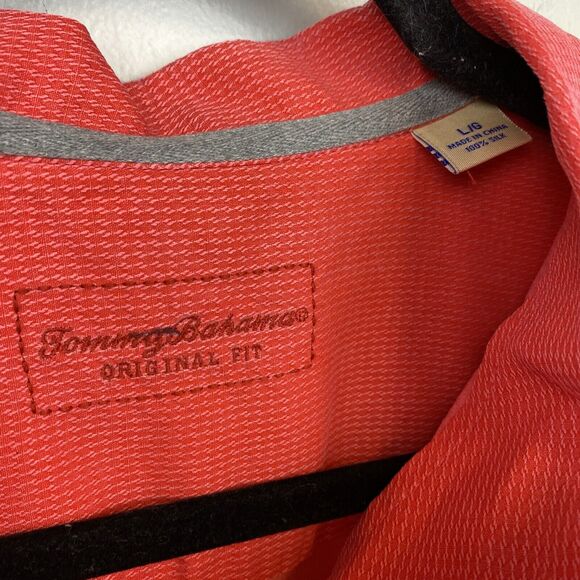 L/G
MADE IN CHINA
100% SILK
Tommy Bahama®
ORIGINAL FIT